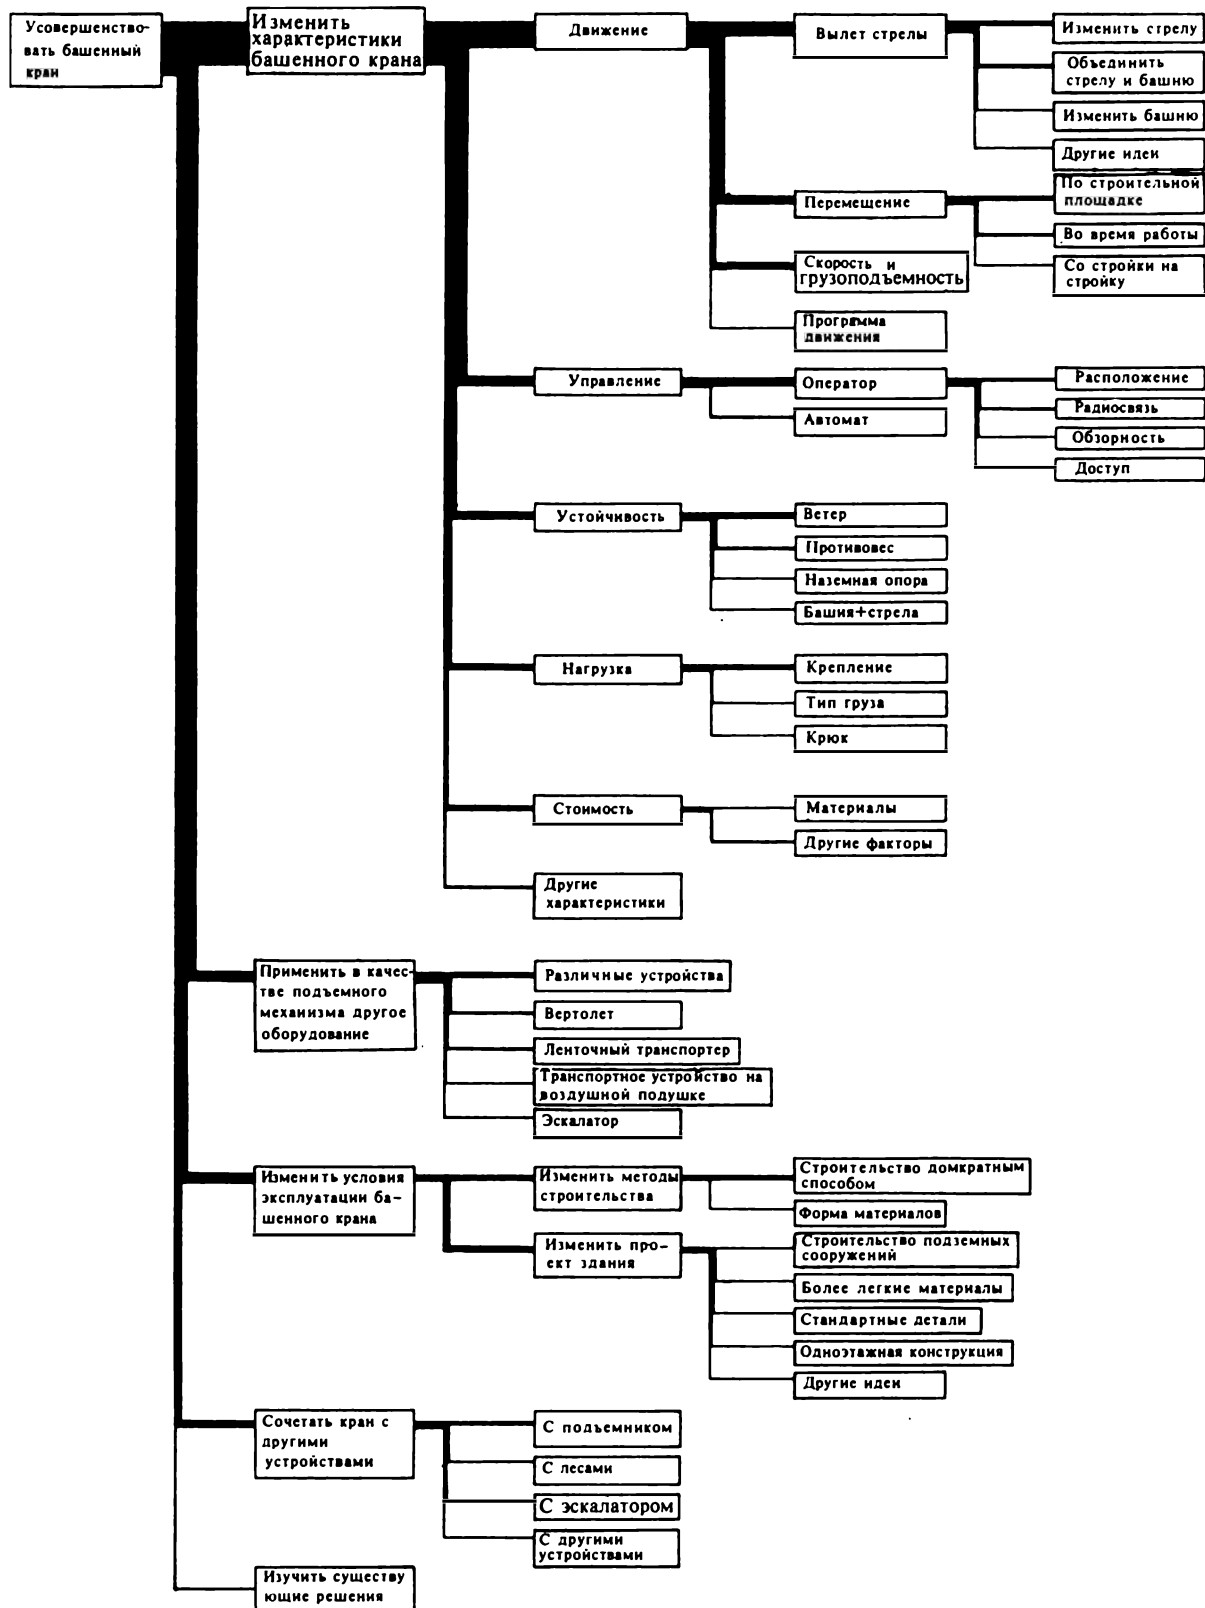 Усовершенство-
вать башенный
кран
Изменить
характеристики
башенного крана
Движение
Вылет стрелы
Изменить стрелу
Объединить
стрелу и башню
Изменить башню
Другие идеи
Перемещение
По строительной
площадке
Во время работы
Со стройки на
стройку
Скорость и
грузоподъемность
Программа
движения
Управление
Оператор
Расположение
Радиосвязь
Обзорность
Доступ
Автомат
Устойчивость
Ветер
Противовес
Наземная опора
Башня+стрела
Нагрузка
Крепление
Тип груза
Крюк
Стоимость
Материалы
Другие факторы
Другие
характеристики
Применить в каче-
стве подъемного
механизма другое
оборудование
Различные устройства
Вертолет
Ленточный транспортер
Транспортное устройство на
воздушной подушке
Эскалатор
Изменить условия
эксплуатации ба-
шенного крана
Изменить методы
строительства
Строительство домкратным
способом
Форма материалов
Изменить про-
ект здания
Строительство подземных
сооружений
Более легкие материалы
Стандартные детали
Одноэтажная конструкция
Другие идеи
Сочетать кран с
другими
устройствами
С подъемником
С лесами
С эскалатором
С другими
устройствами
Изучить существу
ющие решения